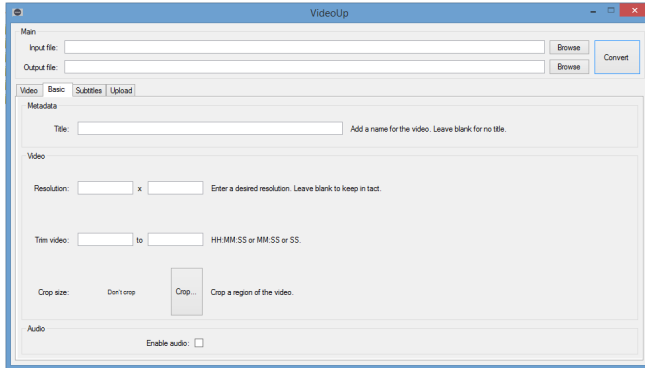 VideoUp
Main
Input file: Browse
Convert
Output file: Browse
Video Basic Subtitles Upload
Metadata
Title: Add a name for the video. Leave blank for no title.
Video
Resolution: x Enter a desired resolution. Leave blank to keep in tact.
Trim video: to HH:MM:SS or MM:SS or SS.
Crop size: Don't crop Crop... Crop a region of the video.
Audio
Enable audio: